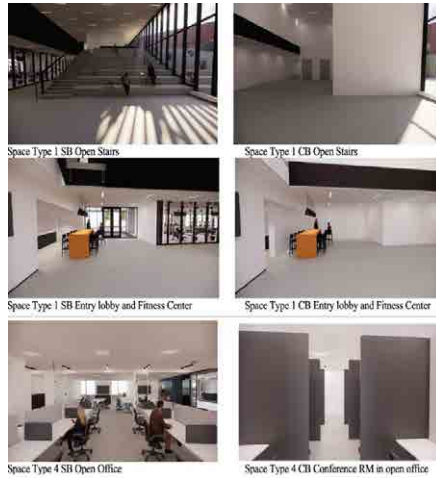 Space Type 1 SB Open Stairs
Space Type 1 CB Open Stairs
Space Type 1 SB Entry lobby and Fitness Center
Space Type 1 CB Entry lobby and Fitness Center
Space Type 4 SB Open Office
Space Type 4 CB Conference RM in open office